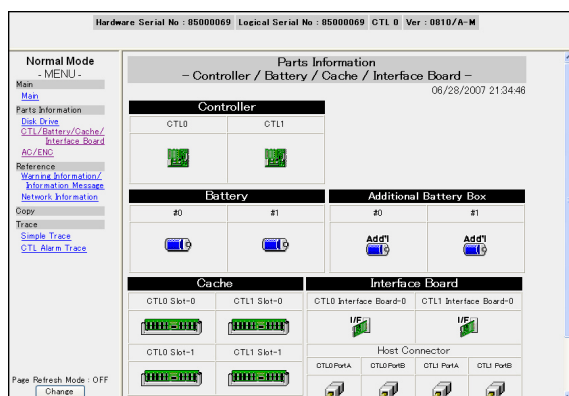 Hardware Serial No : 85000069 Logical Serial No : 85000069 CTL 0 Ver : 0810/A-M
Normal Mode
- MENU -
Main
Main
Parts Information
Disk Drive
CTL/Battery/Cache/
Interface Board
AC/ENC
Reference
Warning Information/
Information Message
Network Information
Copy
Trace
Simple Trace
CTL Alarm Trace
Page Refresh Mode : OFF
Change
Parts Information
- Controller / Battery / Cache / Interface Board -
06/28/2007 21:34:46
Controller
CTL0 CTL1
Battery Additional Battery Box
#0 #1 #0 #1
Add'l Add'l
Cache Interface Board
CTL0 Slot-0 CTL1 Slot-0 CTL0 Interface Board-0 CTL1 Interface Board-0
I/F I/F
CTL0 Slot-1 CTL1 Slot-1 Host Connector
CTL0 PortA CTL0 PortB CTL1 PortA CTL1 PortB